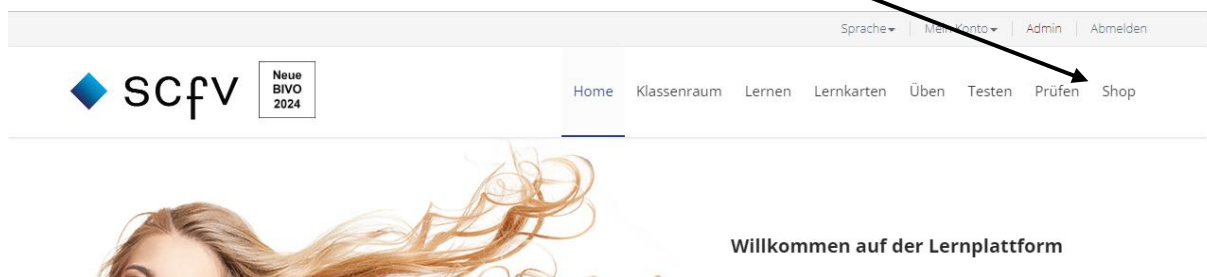 Sprache Mein Konto Admin Abmelden
scfv Neue
BIVO
2024
Home Klassenraum Lernen Lernkarten Üben Testen Prüfen Shop
Willkommen auf der Lernplattform